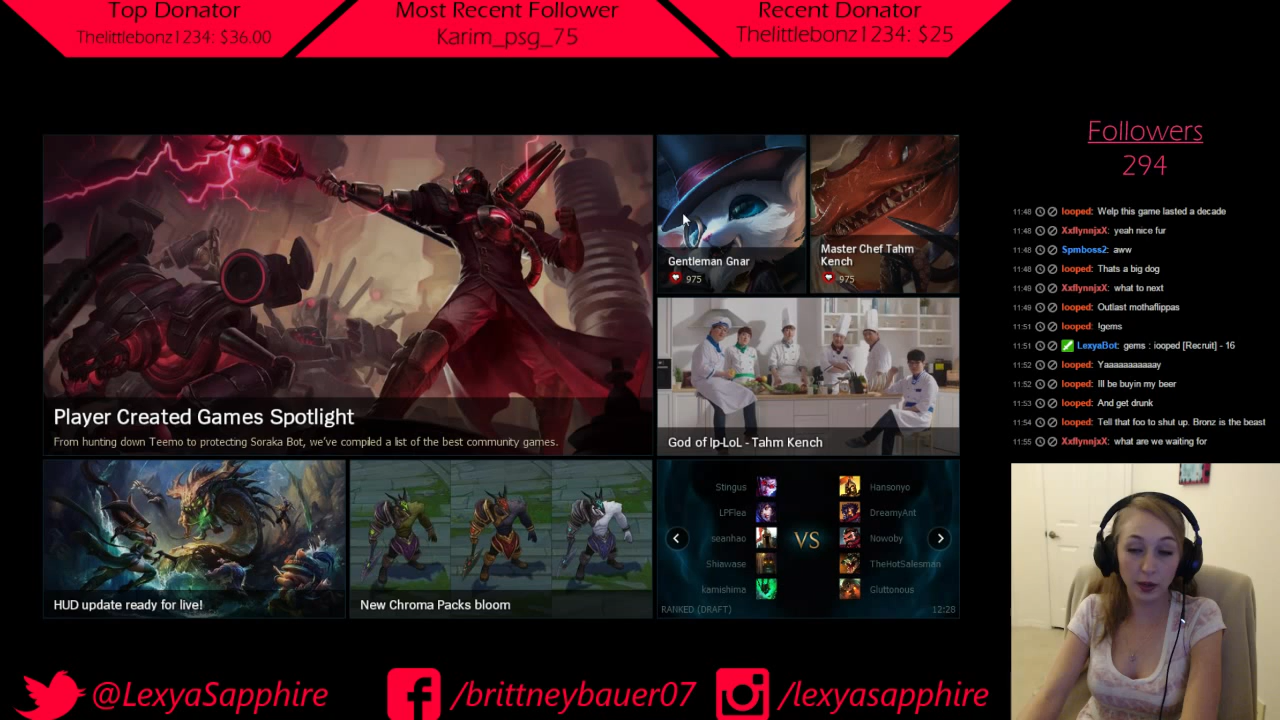 Top Donator
Thelittlebonz1234: $36.00
Most Recent Follower
Karim_psg_75
Recent Donator
Thelittlebonz1234: $25
Followers
294
11:48 looped: Welp this game lasted a decade
11:48 XxflynnjxX: yeah nice fur
11:48 Spmboss2: aww
11:48 looped: Thats a big dog
11:49 XxflynnjxX: what to next
11:49 looped: Outlast mothaflippas
11:51 looped: !gems
11:51 LexyaBot: gems : iooped [Recruit] - 16
11:52 looped: Yaaaaaaaaaaay
11:52 looped: Ill be buyin my beer
11:53 looped: And get drunk
11:54 looped: Tell that foo to shut up. Bronz is the beast
11:55 XxflynnjxX: what are we waiting for
Player Created Games Spotlight
From hunting down Teemo to protecting Soraka Bot, we've compiled a list of the best community games.
Gentleman Gnar
975
Master Chef Tahm
Kench
975
God of Ip-LoL - Tahm Kench
HUD update ready for live!
New Chroma Packs bloom
Stingus
LPFlea
seanhao
Shiawase
kamishima
VS
Hansonyo
DreamyAnt
Nowoby
TheHotSalesman
Gluttonous
RANKED (DRAFT)
12:28
@LexyaSapphire
/brittneybauer07
/lexyasapphire